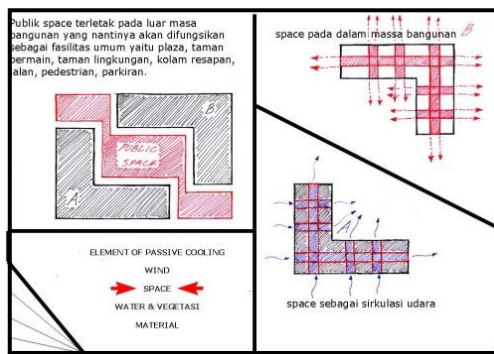 Publik space terletak pada luar masa
bangunan yang nantinya akan difungsikan
sebagai fasilitas umum yaitu plaza, taman
bermain, taman lingkungan, kolam resapan,
jalan, pedestrian, parkiran.
B
PUBLIC
SPACE
A
ELEMENT OF PASSIVE COOLING
WIND
SPACE
WATER & VEGETASI
MATERIAL
space pada dalam massa bangunan B
A
space sebagai sirkulasi udara